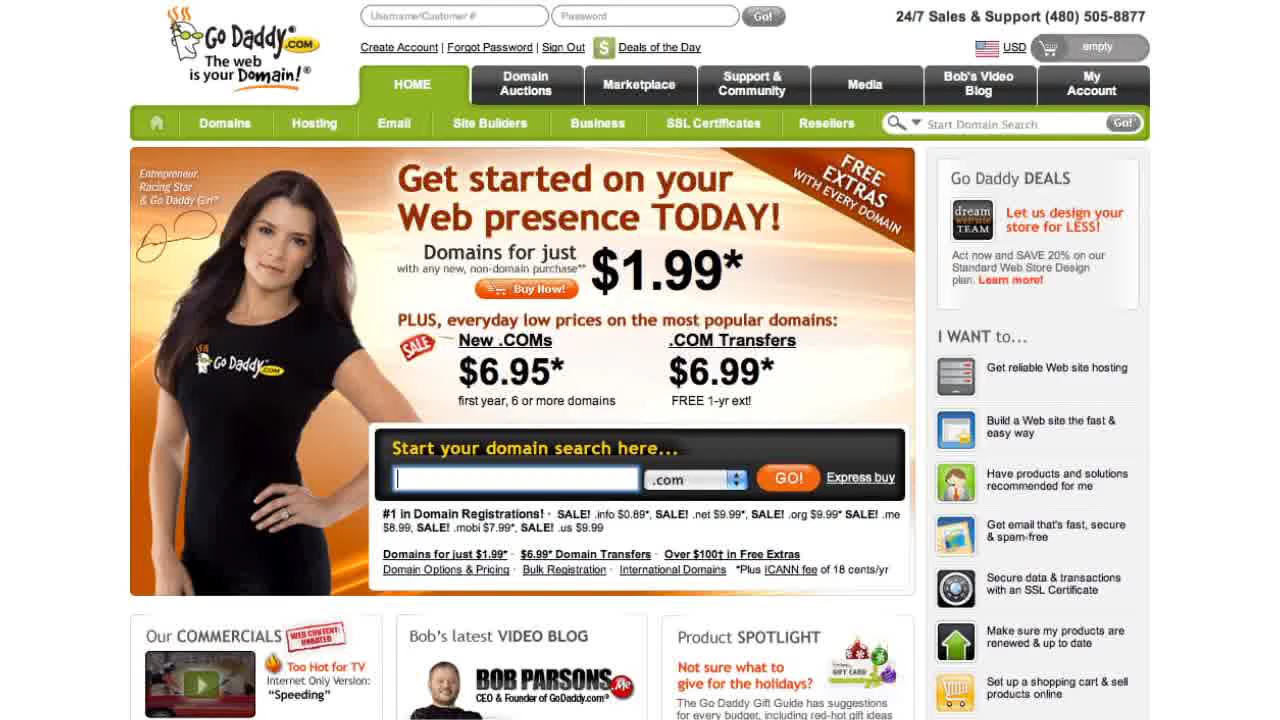 Go Daddy.COM®
The web
is your Domain!®
Username/Customer #
Password
Go!
24/7 Sales & Support (480) 505-8877
Create Account | Forgot Password | Sign Out
$ Deals of the Day
USD
empty
HOME
Domain Auctions
Marketplace
Support & Community
Media
Bob's Video Blog
My Account
Domains
Hosting
Email
Site Builders
Business
SSL Certificates
Resellers
Start Domain Search
Go!
Entrepreneur,
Racing Star
& Go Daddy Girl®
Go Daddy.COM
Get started on your
Web presence TODAY!
FREE
EXTRAS
WITH EVERY DOMAIN
Domains for just
with any new, non-domain purchase**
$1.99*
Buy Now!
PLUS, everyday low prices on the most popular domains:
SALE
New .COMs
$6.95*
first year, 6 or more domains
.COM Transfers
$6.99*
FREE 1-yr ext!
Start your domain search here...
.com
GO!
Express buy
#1 in Domain Registrations! · SALE! .info $0.89*, SALE! .net $9.99*, SALE! .org $9.99* SALE! .me
$8.99, SALE! .mobi $7.99*, SALE! .us $9.99
Domains for just $1.99* · $6.99* Domain Transfers · Over $100† in Free Extras
Domain Options & Pricing · Bulk Registration · International Domains *Plus ICANN fee of 18 cents/yr
Go Daddy DEALS
dream
website
TEAM
Let us design your
store for LESS!
Act now and SAVE 20% on our
Standard Web Store Design
plan. Learn more!
I WANT to...
Get reliable Web site hosting
Build a Web site the fast &
easy way
Have products and solutions
recommended for me
Get email that's fast, secure
& spam-free
Secure data & transactions
with an SSL Certificate
Make sure my products are
renewed & up to date
Set up a shopping cart & sell
products online
Our COMMERCIALS
WEB CONTENT:
UNRATED
Too Hot for TV
Internet Only Version:
"Speeding"
Bob's latest VIDEO BLOG
BOB PARSONS.Me
CEO & Founder of GoDaddy.com®
Product SPOTLIGHT
Not sure what to
give for the holidays?
GIFT CARD
The Go Daddy Gift Guide has suggestions
for every budget, including red-hot gift ideas